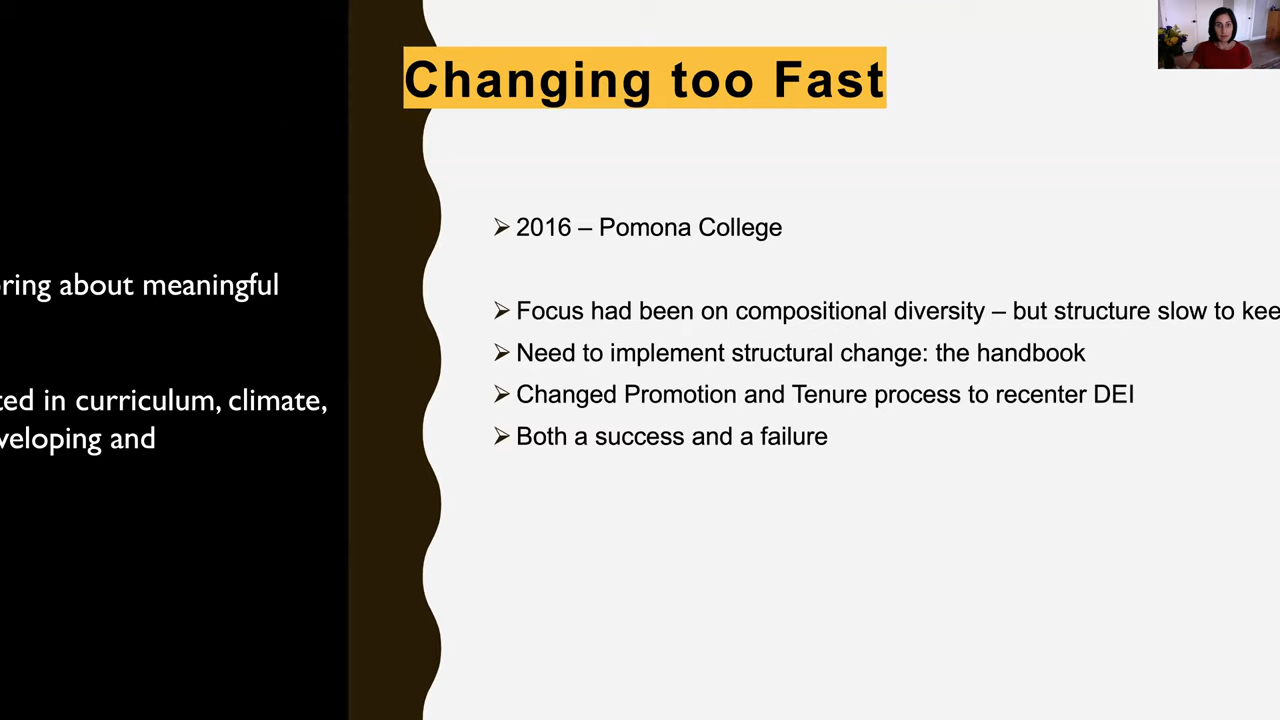 Changing too Fast
ring about meaningful
ted in curriculum, climate,
veloping and
➢ 2016 – Pomona College
➢ Focus had been on compositional diversity – but structure slow to kee
➢ Need to implement structural change: the handbook
➢ Changed Promotion and Tenure process to recenter DEI
➢ Both a success and a failure